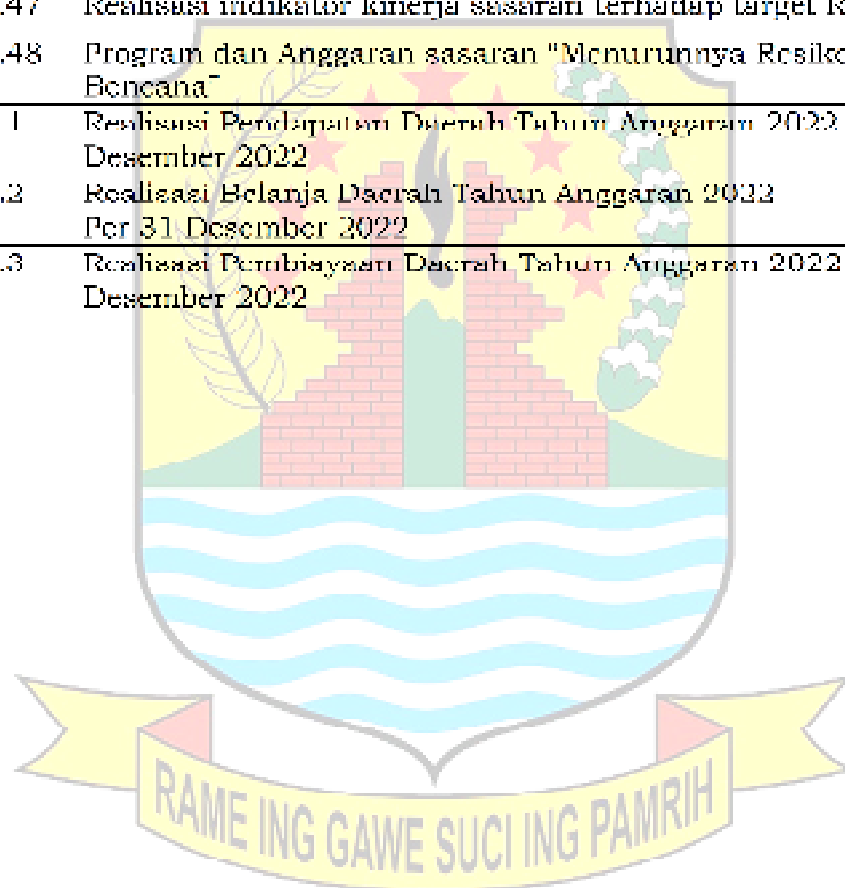 .47 Realisasi indikator kinerja sasaran terhadap target R
.48 Program dan Anggaran sasaran "Menurunnya Resiko
Bencana"
.1 Realisasi Pendapatan Daerah Tahun Anggaran 2022
Desember 2022
.2 Realisasi Belanja Daerah Tahun Anggaran 2022
Per 31 Desember 2022
.3 Realisasi Pembiayaan Daerah Tahun Anggaran 2022
Desember 2022
RAME ING GAWE SUCI ING PAMRIH